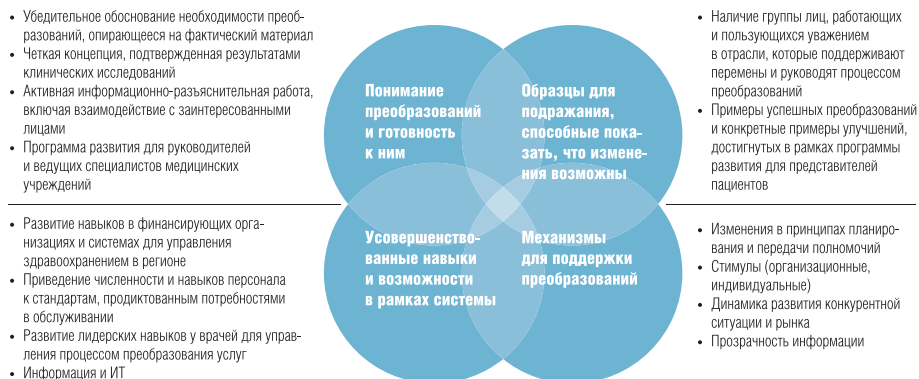 • Убедительное обоснование необходимости преоб-
разований, опирающееся на фактический материал
• Четкая концепция, подтвержденная результатами
клинических исследований
• Активная информационно-разъяснительная работа,
включая взаимодействие с заинтересованными
лицами
• Программа развития для руководителей
и ведущих специалистов медицинских
учреждений
Понимание
преобразований
и готовность
к ним
Образцы для
подражания,
способные пока-
зать, что измене-
ния возможны
• Наличие группы лиц, работающих
и пользующихся уважением
в отрасли, которые поддерживают
перемены и руководят процессом
преобразований
• Примеры успешных преобразований
и конкретные примеры улучшений,
достигнутых в рамках программы
развития для представителей
пациентов
• Развитие навыков в финансирующих орга-
низациях и системах для управления
здравоохранением в регионе
• Приведение численности и навыков персонала
к стандартам, продиктованным потребностями
в обслуживании
• Развитие лидерских навыков у врачей для управ-
ления процессом преобразования услуг
• Информация и ИТ
Усовершенство-
ванные навыки
и возможности
в рамках системы
Механизмы
для поддержки
преобразований
• Изменения в принципах планиро-
вания и передачи полномочий
• Стимулы (организационные,
индивидуальные)
• Динамика развития конкурентной
ситуации и рынка
• Прозрачность информации